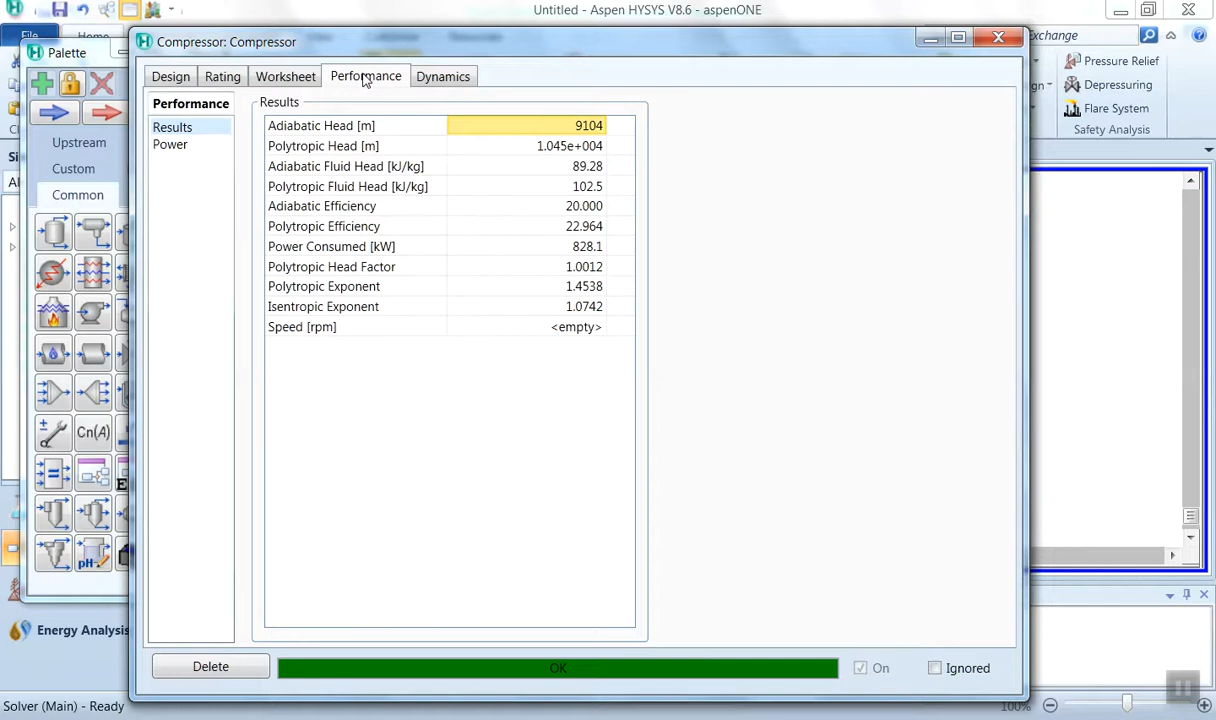 Untitled - Aspen HYSYS V8.6 - aspenONE
File
Home
Exchange
Palette
Compressor: Compressor
Pressure Relief
Depressuring
Flare System
Safety Analysis
Design
Rating
Worksheet
Performance
Dynamics
Upstream
Custom
Common
Cn(A)
pH
Performance
Results
Power
Results
Adiabatic Head [m] 9104
Polytropic Head [m] 1.045e+004
Adiabatic Fluid Head [kJ/kg] 89.28
Polytropic Fluid Head [kJ/kg] 102.5
Adiabatic Efficiency 20.000
Polytropic Efficiency 22.964
Power Consumed [kW] 828.1
Polytropic Head Factor 1.0012
Polytropic Exponent 1.4538
Isentropic Exponent 1.0742
Speed [rpm] <empty>
Energy Analysis
Delete
OK
On
Ignored
Solver (Main) - Ready
100%